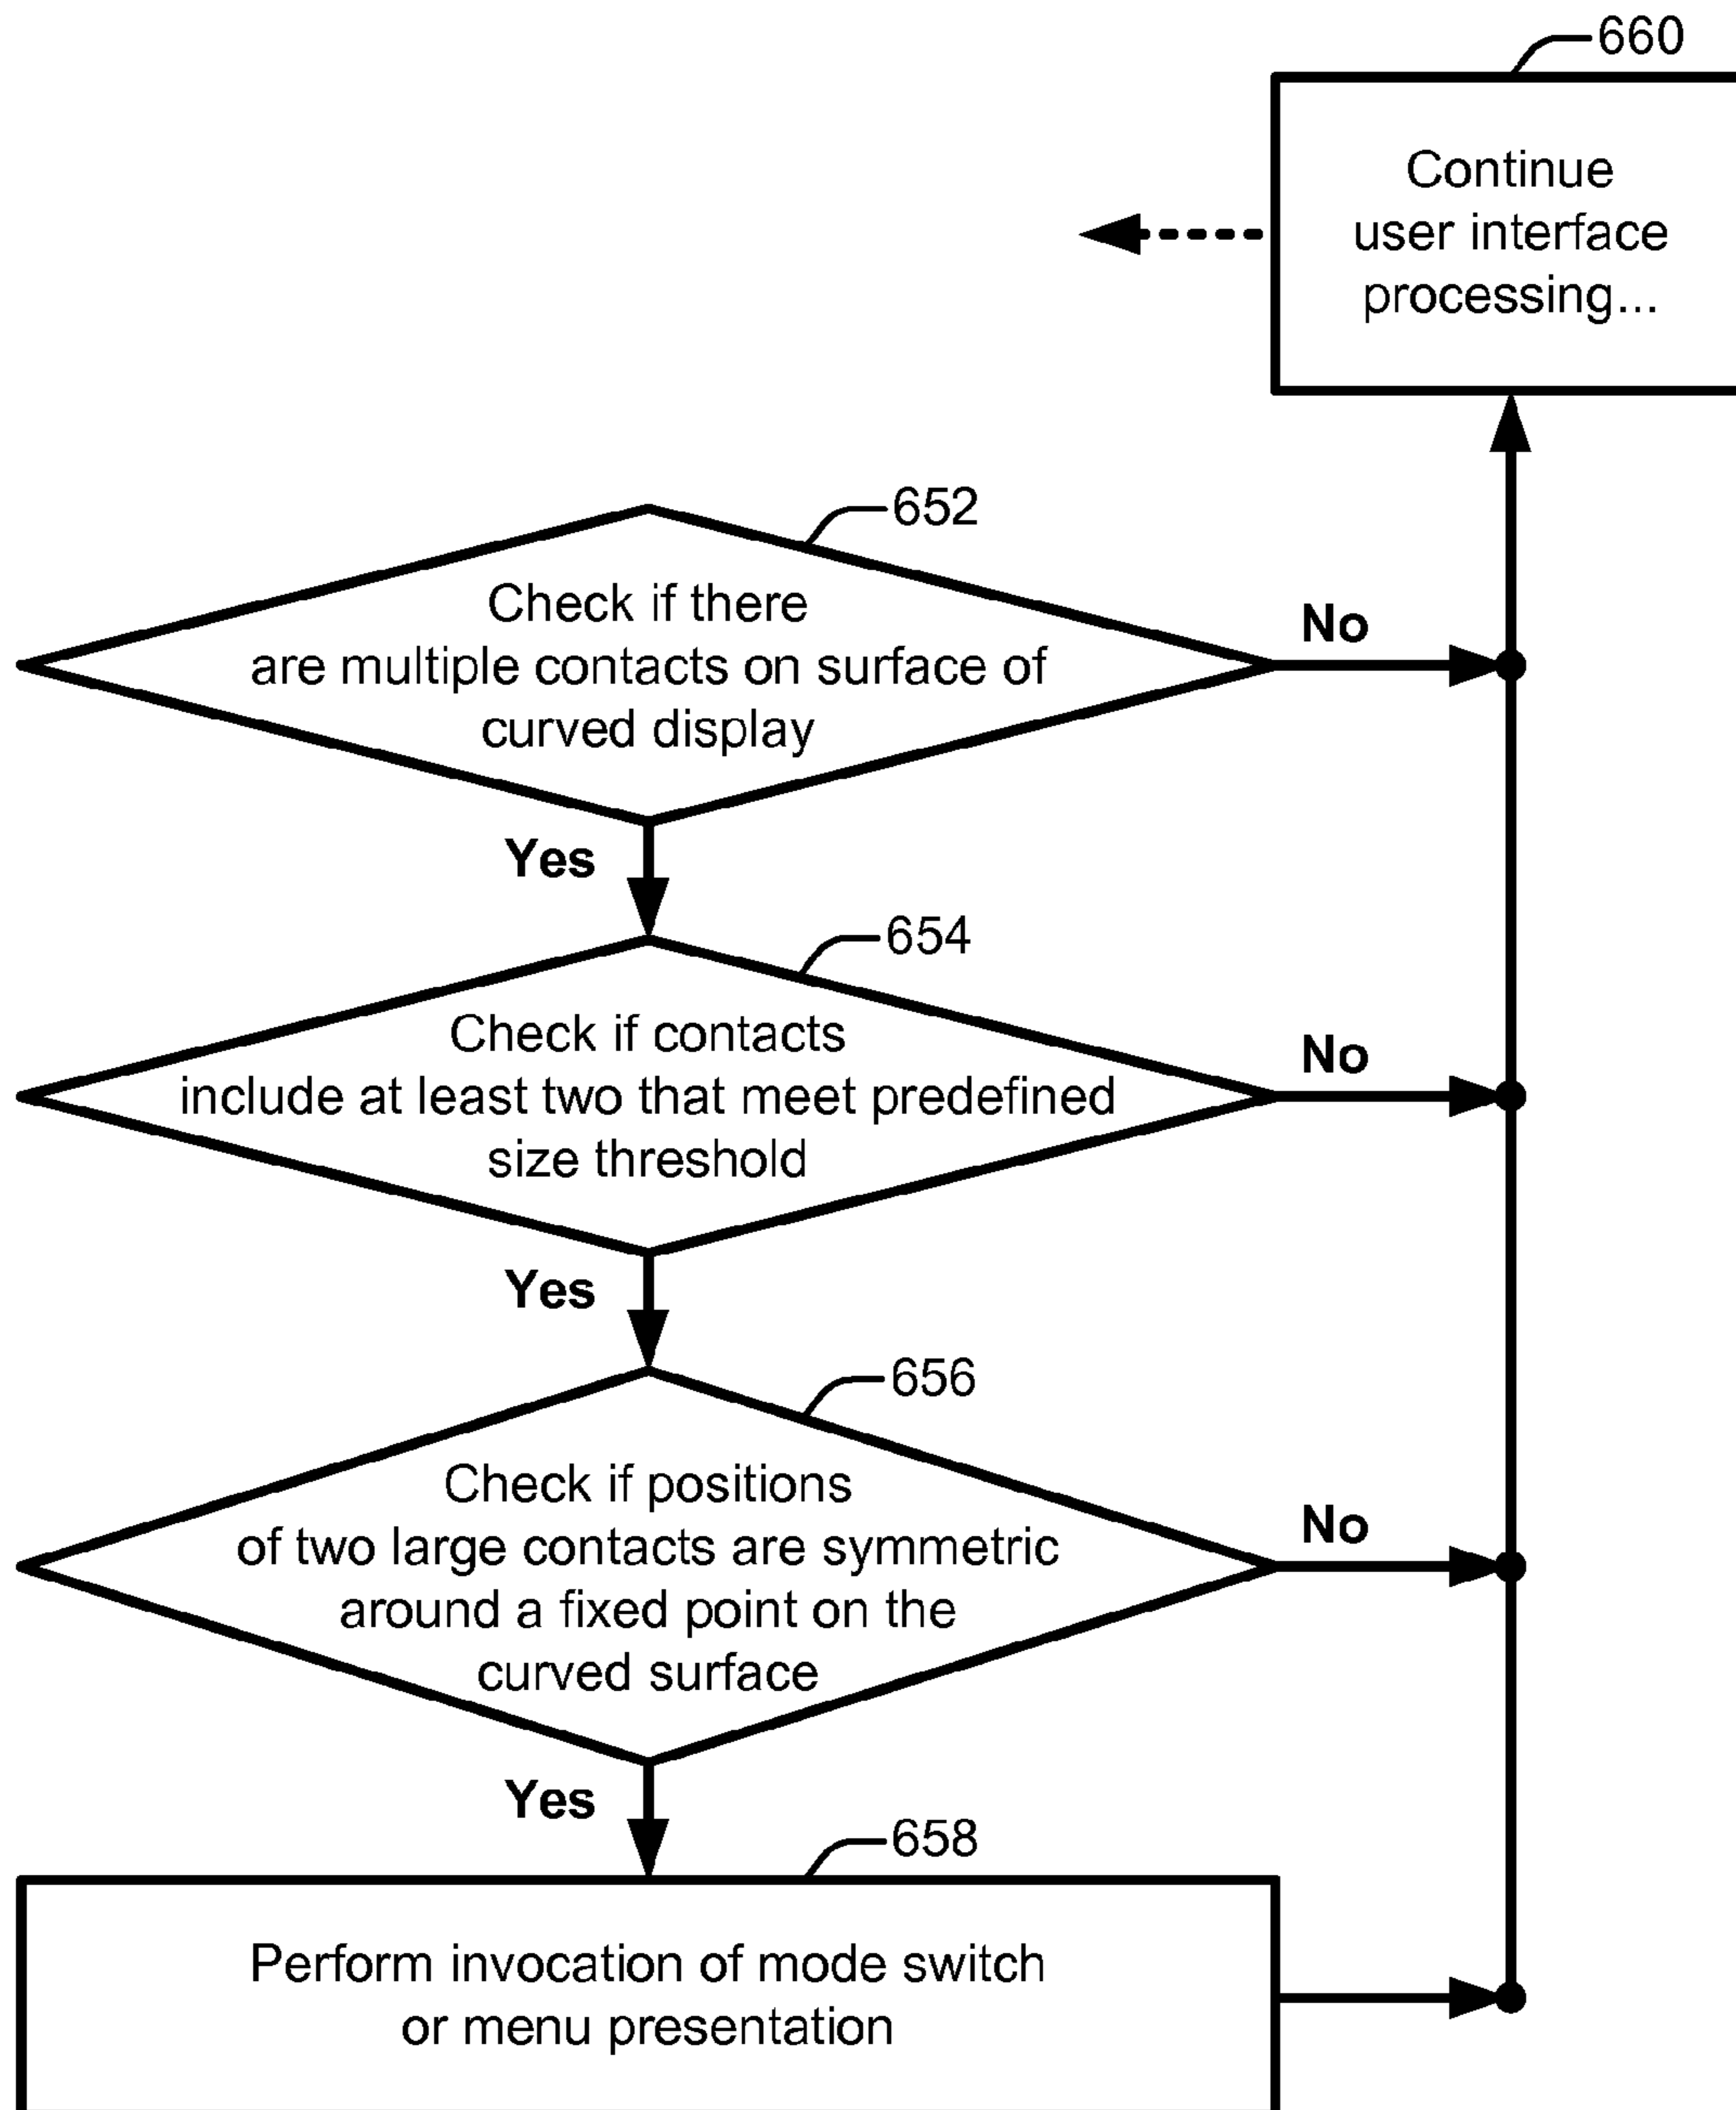 660
Continue
user interface
processing...
652
Check if there
are multiple contacts on surface of
curved display
No
Yes
654
Check if contacts
include at least two that meet predefined
size threshold
No
Yes
656
Check if positions
of two large contacts are symmetric
around a fixed point on the
curved surface
No
Yes
658
Perform invocation of mode switch
or menu presentation